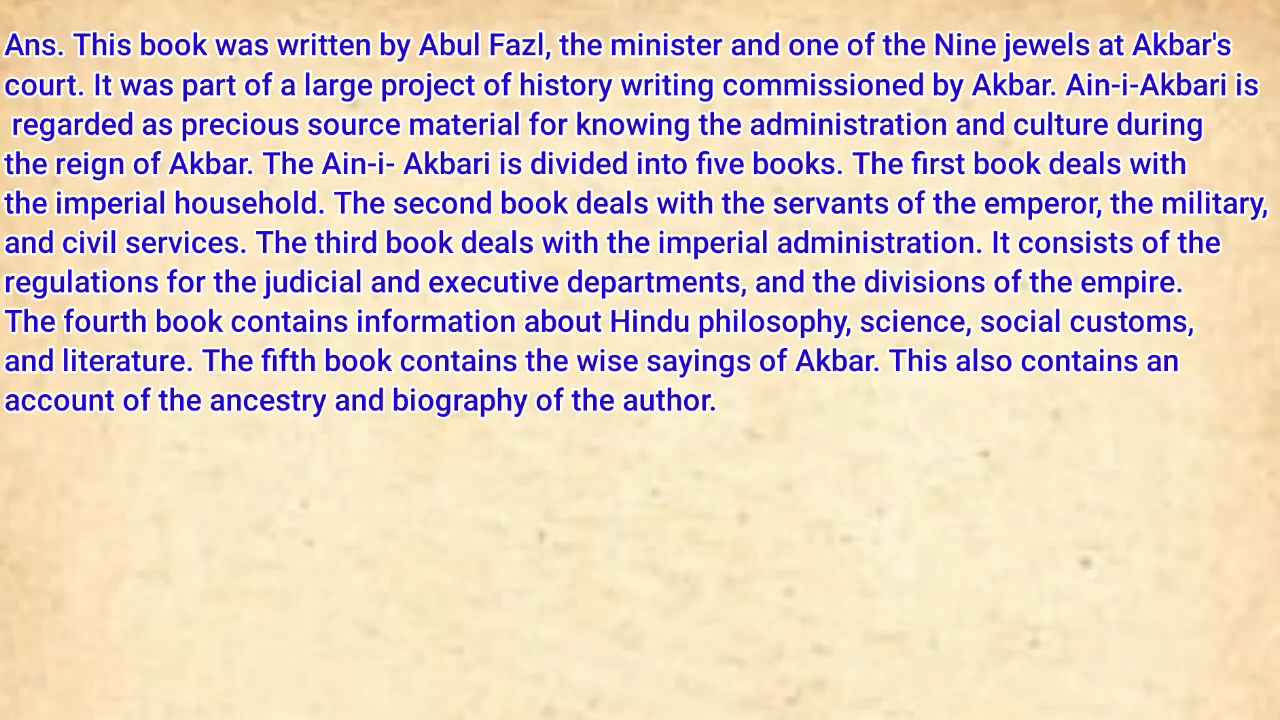 Ans. This book was written by Abul Fazl, the minister and one of the Nine jewels at Akbar's
court. It was part of a large project of history writing commissioned by Akbar. Ain-i-Akbari is
regarded as precious source material for knowing the administration and culture during
the reign of Akbar. The Ain-i- Akbari is divided into five books. The first book deals with
the imperial household. The second book deals with the servants of the emperor, the military,
and civil services. The third book deals with the imperial administration. It consists of the
regulations for the judicial and executive departments, and the divisions of the empire.
The fourth book contains information about Hindu philosophy, science, social customs,
and literature. The fifth book contains the wise sayings of Akbar. This also contains an
account of the ancestry and biography of the author.